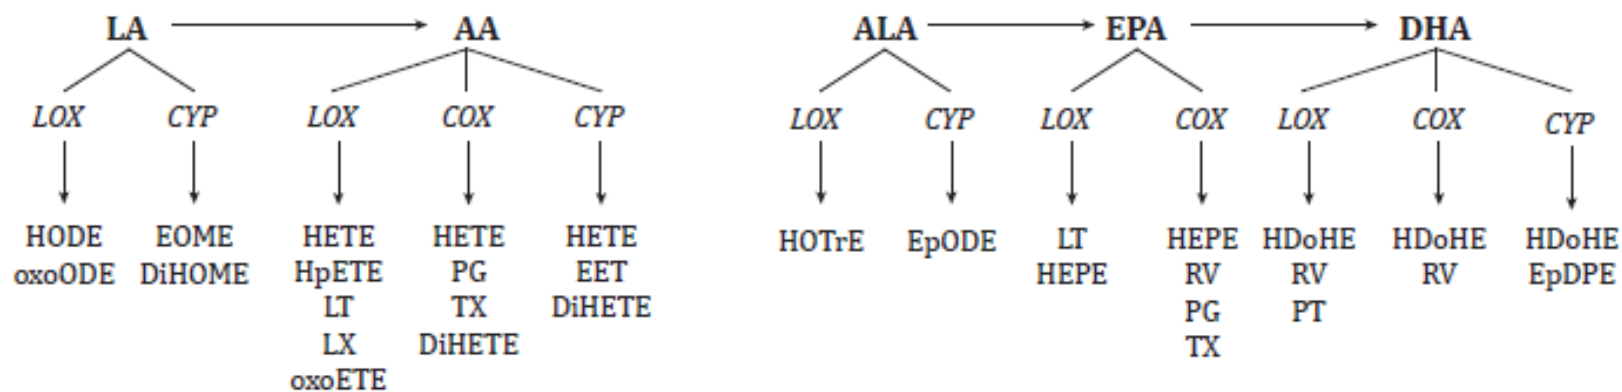 LA AA ALA EPA DHA
LOX CYP LOX COX CYP LOX CYP LOX COX LOX COX CYP
HODE EOME HETE HETE HETE HOTrE EpODE LT HEPE HDoHE HDoHE HDoHE
oxoODE DiHOME HpETE PG EET HEPE RV RV RV EpDPE
LT TX DiHETE PG PT
LX DiHETE TX
oxoETE